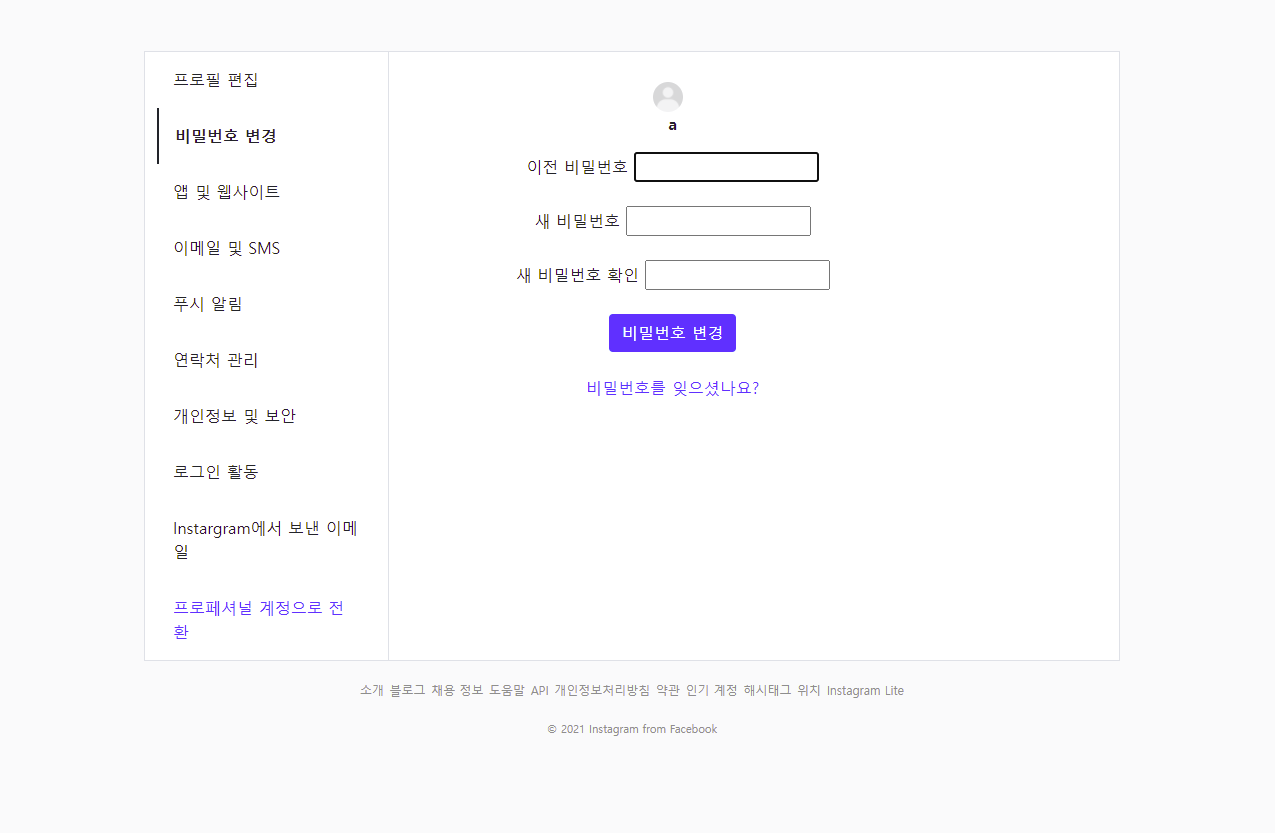 프로필 편집
비밀번호 변경
앱 및 웹사이트
이메일 및 SMS
푸시 알림
연락처 관리
개인정보 및 보안
로그인 활동
Instargram에서 보낸 이메
일
프로페셔널 계정으로 전
환
a
이전 비밀번호
새 비밀번호
새 비밀번호 확인
비밀번호 변경
비밀번호를 잊으셨나요?
소개 블로그 채용 정보 도움말 API 개인정보처리방침 약관 인기 계정 해시태그 위치 Instagram Lite
© 2021 Instagram from Facebook